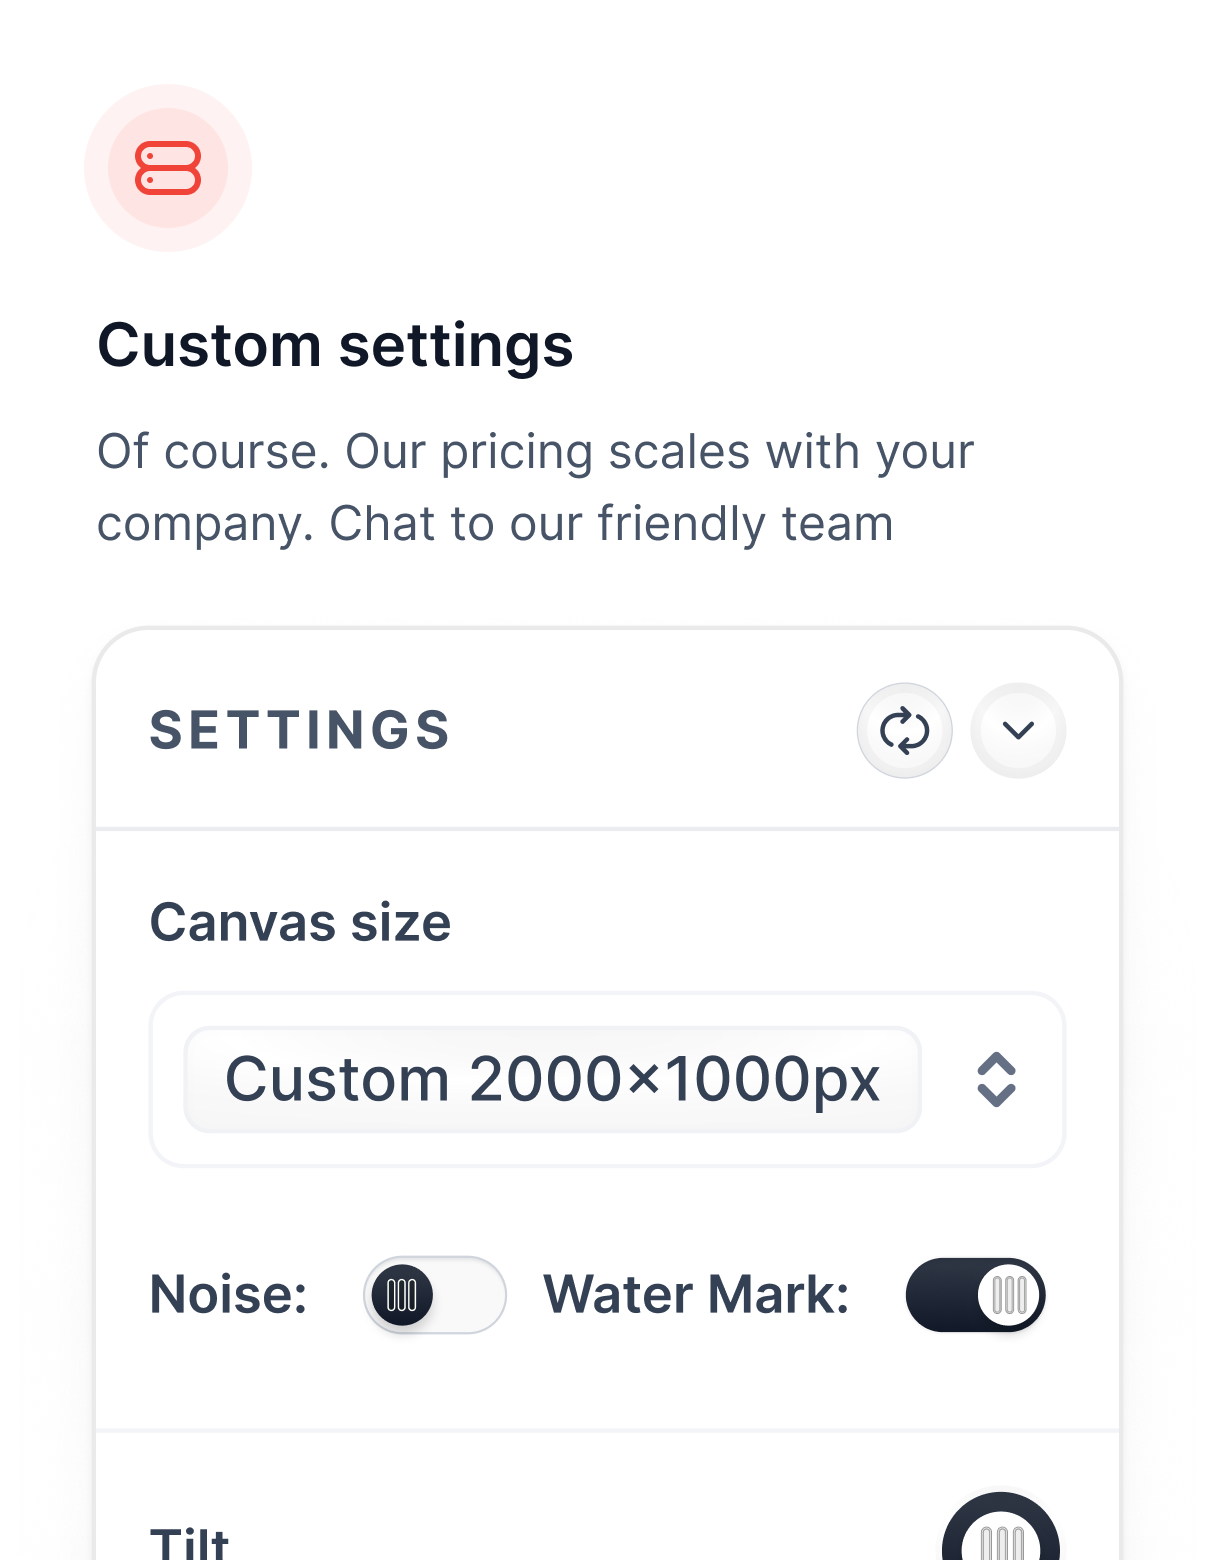 Custom settings
Of course. Our pricing scales with your
company. Chat to our friendly team
SETTINGS
Canvas size
Custom 2000×1000px
Noise: Water Mark:
Tilt